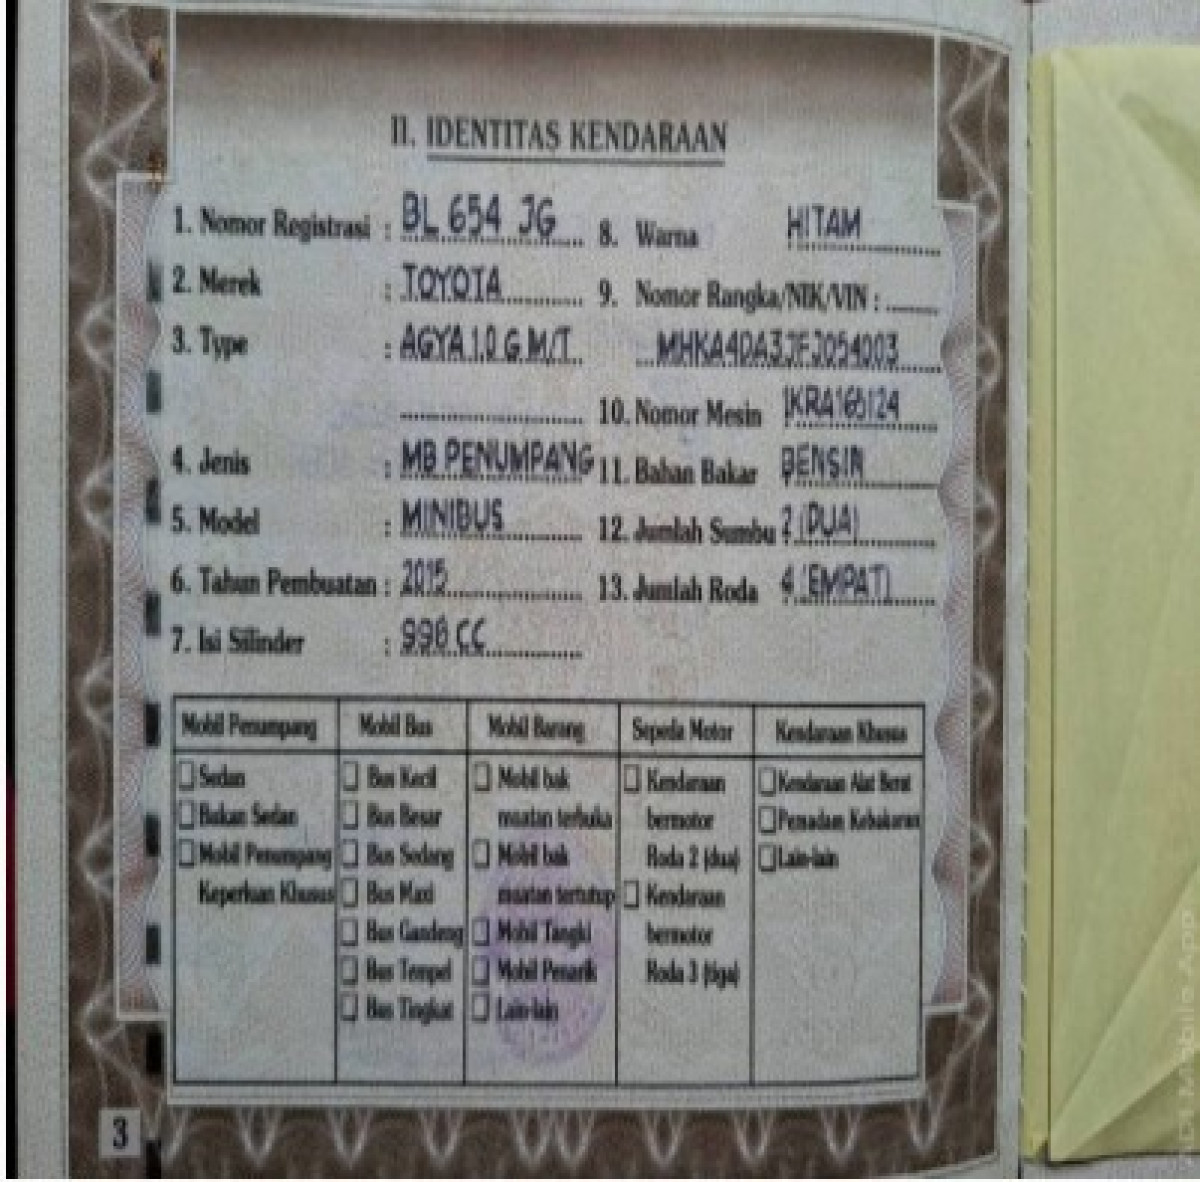 II. IDENTITAS KENDARAAN
1. Nomor Registrasi : BL 654 JG
2. Merek : TOYOTA
3. Type : AGYA 1.0 G M/T
4. Jenis : MB PENUMPANG
5. Model : MINIBUS
6. Tahun Pembuatan : 2015
7. Isi Silinder : 998 CC
8. Warna HITAM
9. Nomor Rangka/NIK/VIN :
MHKA4DA3JFJ054003
10. Nomor Mesin 1KRA165124
11. Bahan Bakar BENSIN
12. Jumlah Sumbu 2 (DUA)
13. Jumlah Roda 4 (EMPAT)
Mobil Penumpang
Sedan
Bukan Sedan
Mobil Penumpang
Keperluan Khusus
Mobil Bus
Bus Kecil
Bus Besar
Bus Sedang
Bus Maxi
Bus Gandeng
Bus Tempel
Bus Tingkat
Mobil Barang
Mobil bak
muatan terbuka
Mobil bak
muatan tertutup
Mobil Tangki
Mobil Penarik
Lain-lain
Sepeda Motor
Kendaraan
bermotor
Roda 2 (dua)
Kendaraan
bermotor
Roda 3 (tiga)
Kendaraan Khusus
Kendaraan Alat Berat
Pemadam Kebakaran
Lain-lain
3
Mobile App